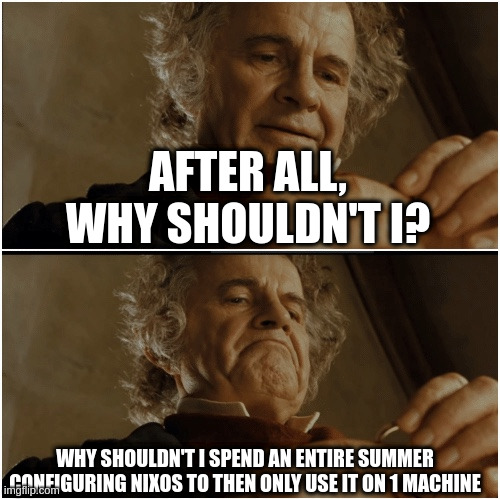 AFTER ALL,
WHY SHOULDN'T I?
WHY SHOULDN'T I SPEND AN ENTIRE SUMMER
CONFIGURING NIXOS TO THEN ONLY USE IT ON 1 MACHINE
imgflip.com